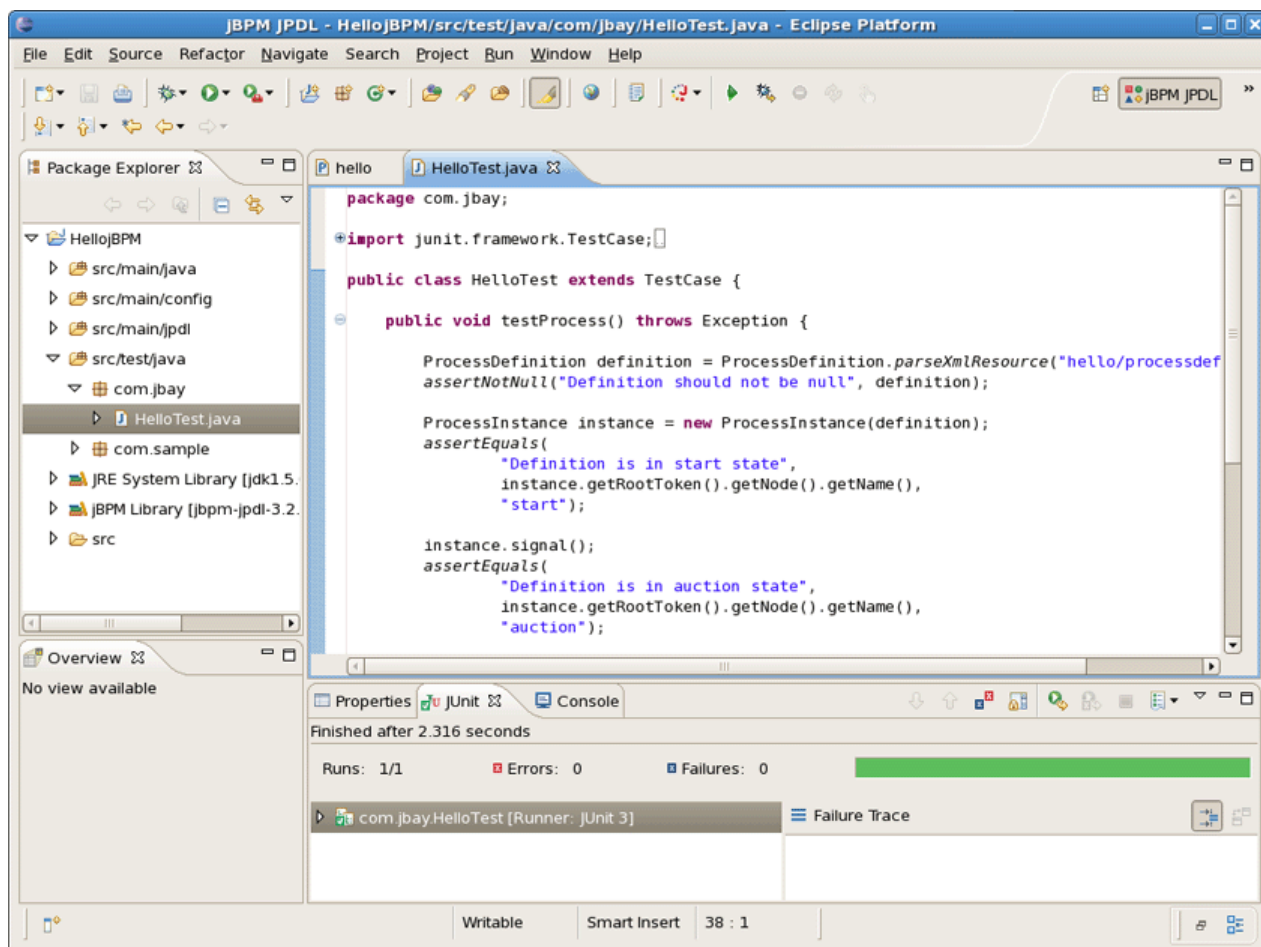 jBPM JPDL - HellojBPM/src/test/java/com/jbay/HelloTest.java - Eclipse Platform
File Edit Source Refactor Navigate Search Project Run Window Help
jBPM JPDL »
Package Explorer
HellojBPM
src/main/java
src/main/config
src/main/jpdl
src/test/java
com.jbay
HelloTest.java
com.sample
JRE System Library [jdk1.5.
jBPM Library [jbpm-jpdl-3.2.
src
Overview
No view available
hello HelloTest.java
package com.jbay;
import junit.framework.TestCase;
public class HelloTest extends TestCase {
public void testProcess() throws Exception {
ProcessDefinition definition = ProcessDefinition.parseXmlResource("hello/processdef
assertNotNull("Definition should not be null", definition);
ProcessInstance instance = new ProcessInstance(definition);
assertEquals(
"Definition is in start state",
instance.getRootToken().getNode().getName(),
"start");
instance.signal();
assertEquals(
"Definition is in auction state",
instance.getRootToken().getNode().getName(),
"auction");
Properties JUnit Console
Finished after 2.316 seconds
Runs: 1/1 Errors: 0 Failures: 0
com.jbay.HelloTest [Runner: JUnit 3]
Failure Trace
Writable Smart Insert 38 : 1